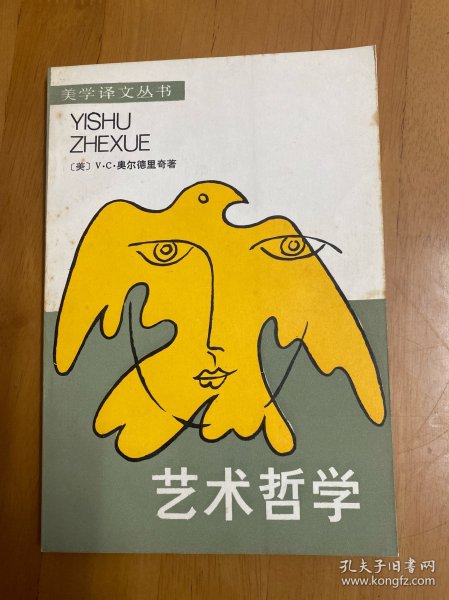 美学译文丛书
YISHU
ZHEXUE
〔美〕V·C·奥尔德里奇著
艺术哲学
孔夫子旧书网
www.kongfz.com